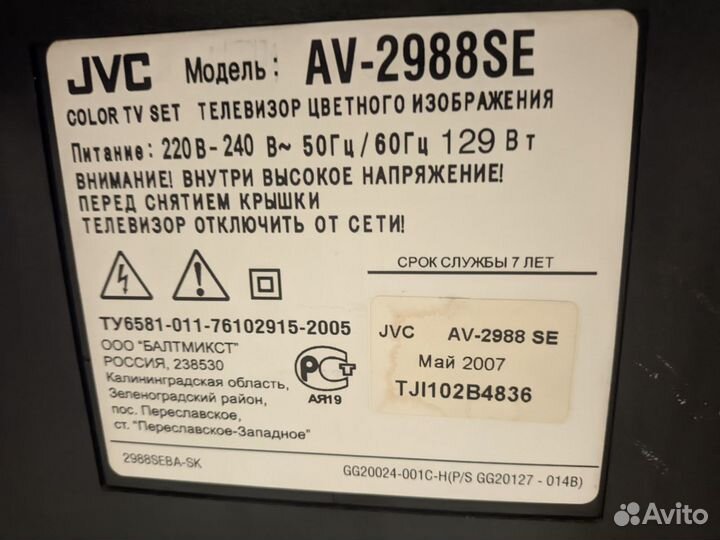 JVC Модель: AV-2988SE
COLOR TV SET ТЕЛЕВИЗОР ЦВЕТНОГО ИЗОБРАЖЕНИЯ
Питание: 220В-240 В~ 50Гц/60Гц 129 Вт
ВНИМАНИЕ! ВНУТРИ ВЫСОКОЕ НАПРЯЖЕНИЕ!
ПЕРЕД СНЯТИЕМ КРЫШКИ
ТЕЛЕВИЗОР ОТКЛЮЧИТЬ ОТ СЕТИ!
СРОК СЛУЖБЫ 7 ЛЕТ
ТУ6581-011-76102915-2005
ООО "БАЛТМИКСТ"
РОССИЯ, 238530
Калининградская область,
Зеленоградский район,
пос. Переславское,
ст. "Переславское-Западное"
РСТ
АЯ19
JVC AV-2988 SE
Май 2007
TJI102B4836
2988SEBA-SK
GG20024-001C-H(P/S GG20127 - 014B)
Avito